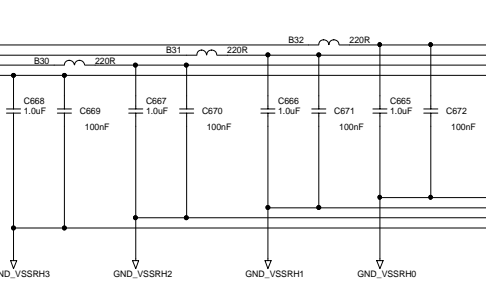 B32 220R
B31 220R
B30 220R
C668 C667 C666 C665
1.0uF 1.0uF 1.0uF 1.0uF
C669 C670 C671 C672
100nF 100nF 100nF 100nF
ND_VSSRH3 GND_VSSRH2 GND_VSSRH1 GND_VSSRH0